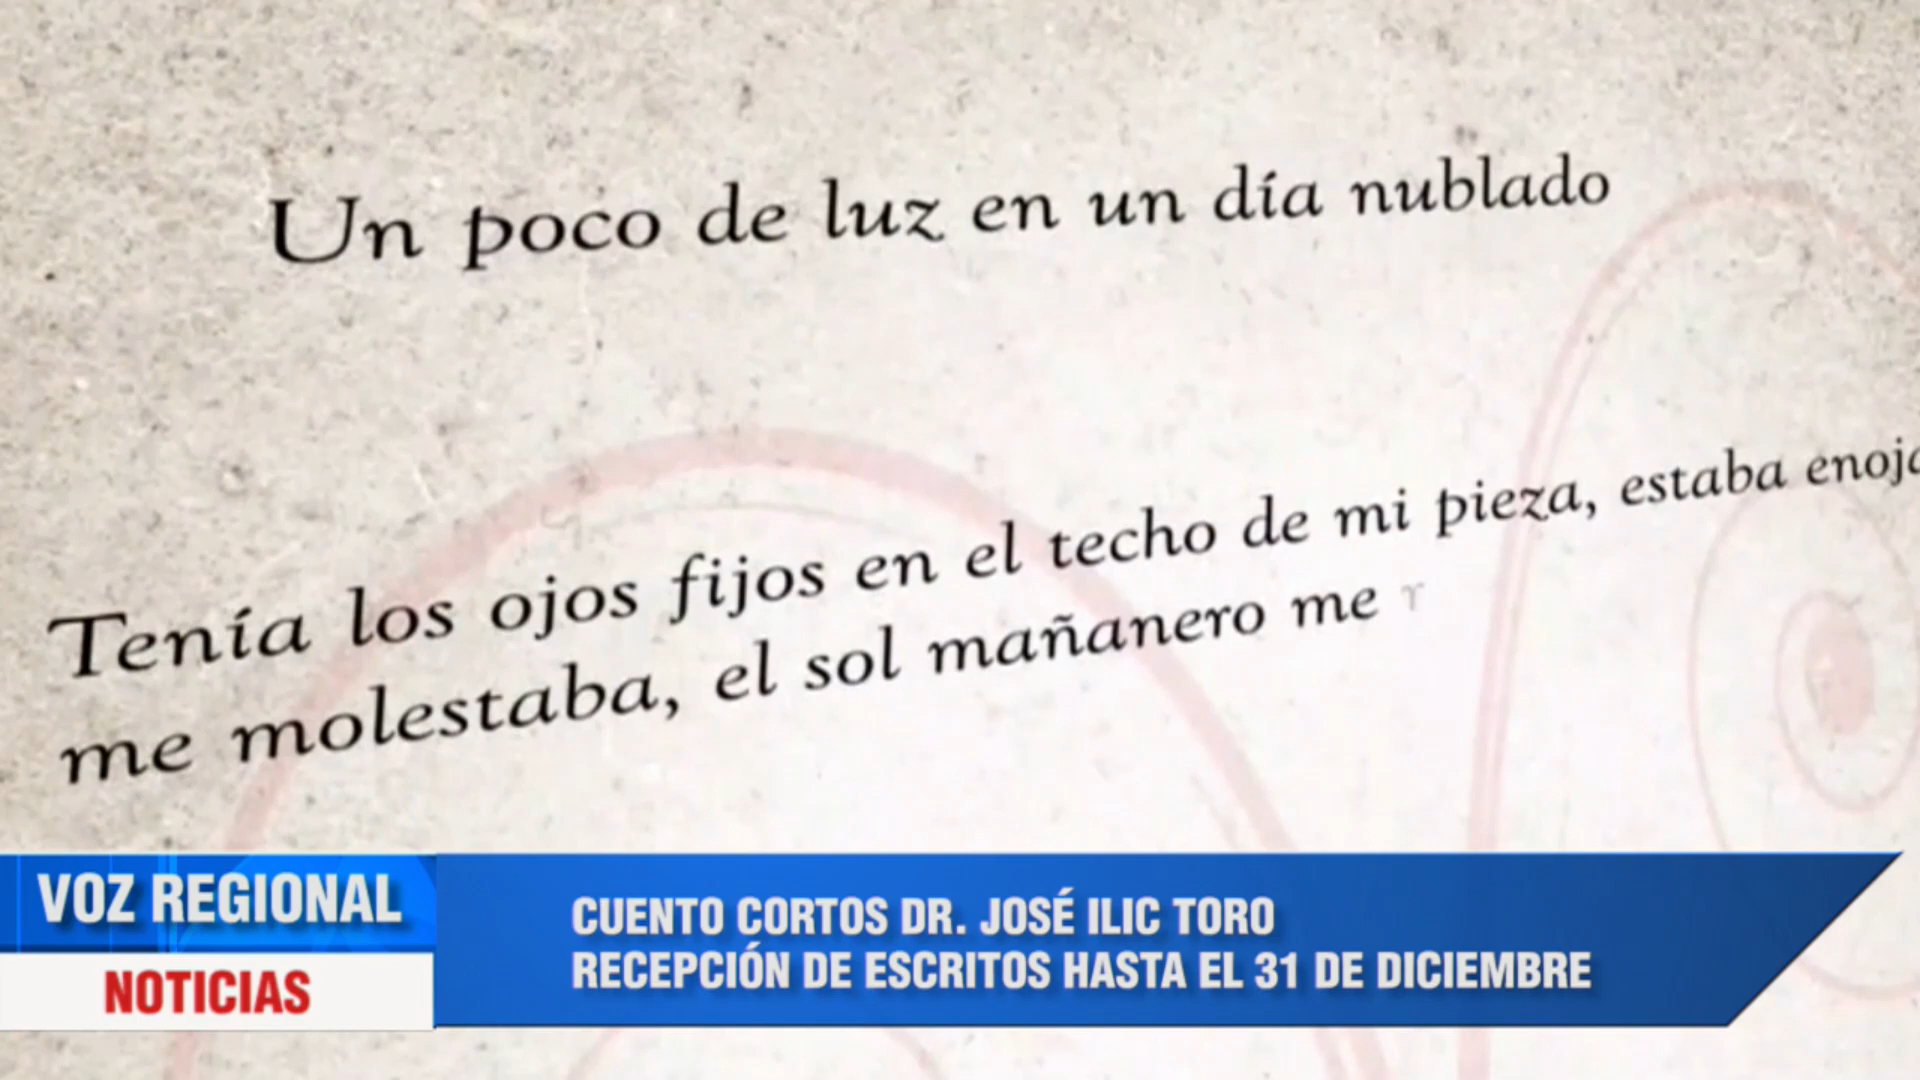 Un poco de luz en un día nublado
Tenía los ojos fijos en el techo de mi pieza, estaba
me molestaba, el sol mañanero me
VOZ REGIONAL
NOTICIAS
CUENTO CORTOS DR. JOSÉ ILIC TORO
RECEPCIÓN DE ESCRITOS HASTA EL 31 DE DICIEMBRE